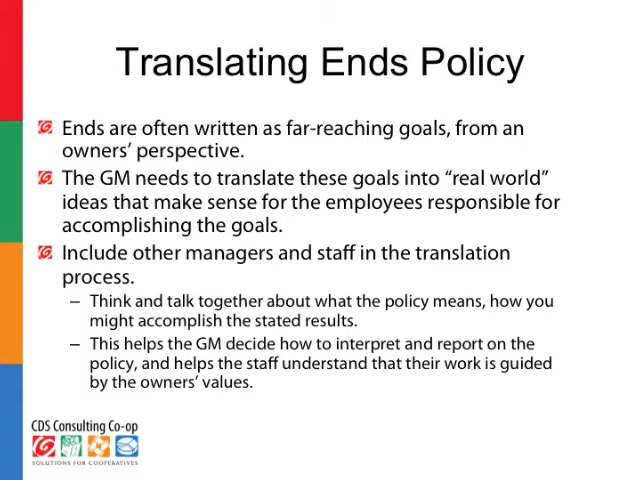 Translating Ends Policy
Ends are often written as far-reaching goals, from an
owners’ perspective.
The GM needs to translate these goals into “real world”
ideas that make sense for the employees responsible for
accomplishing the goals.
Include other managers and staff in the translation
process.
– Think and talk together about what the policy means, how you
might accomplish the stated results.
– This helps the GM decide how to interpret and report on the
policy, and helps the staff understand that their work is guided
by the owners’ values.
CDS Consulting Co-op
SOLUTIONS FOR COOPERATIVES